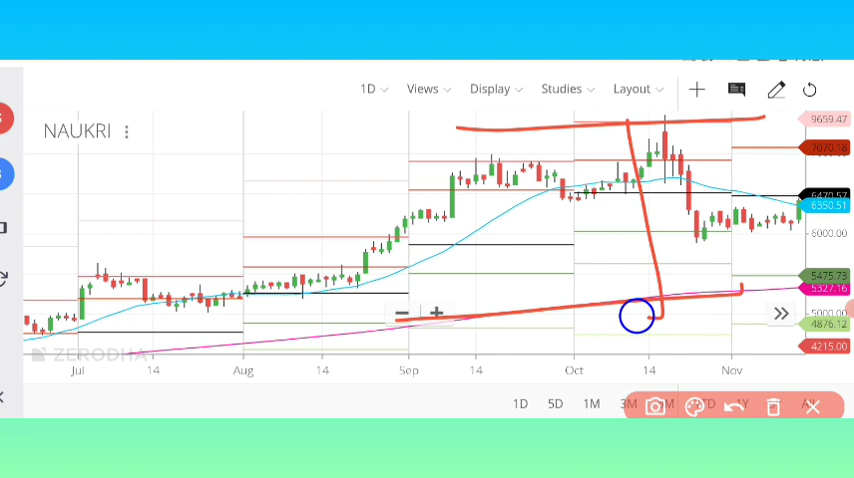 1D Views Display Studies Layout
NAUKRI
9659.47
7070.18
6470.57
6350.51
6000.00
5475.73
5327.16
5000.00
4876.12
4215.00
ZERODHA
Jul 14 Aug 14 Sep 14 Oct 14 Nov
1D 5D 1M 3M